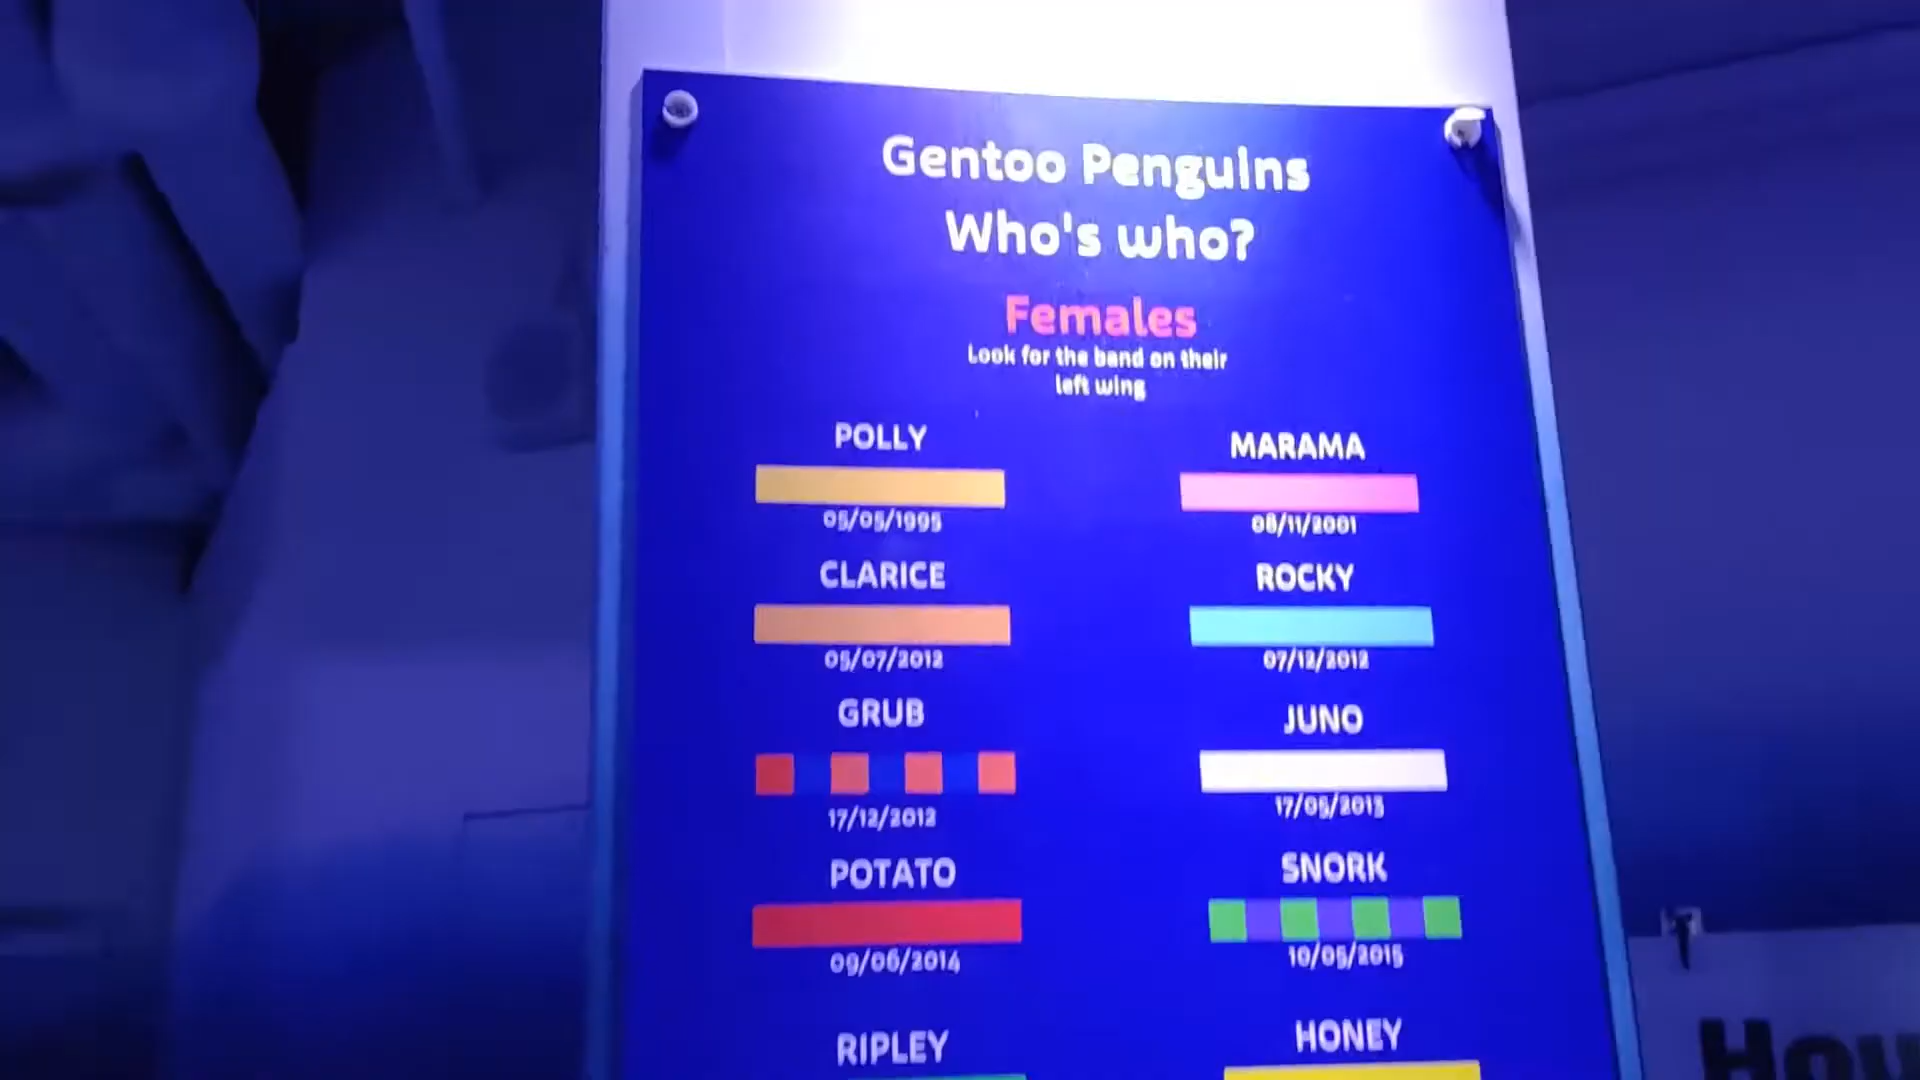 Gentoo Penguins
Who's who?
Females
Look for the band on their
left wing
POLLY
05/05/1995
MARAMA
08/11/2001
CLARICE
05/07/2012
ROCKY
07/12/2012
GRUB
17/12/2012
JUNO
17/05/2013
POTATO
09/06/2014
SNORK
10/05/2015
RIPLEY
HONEY